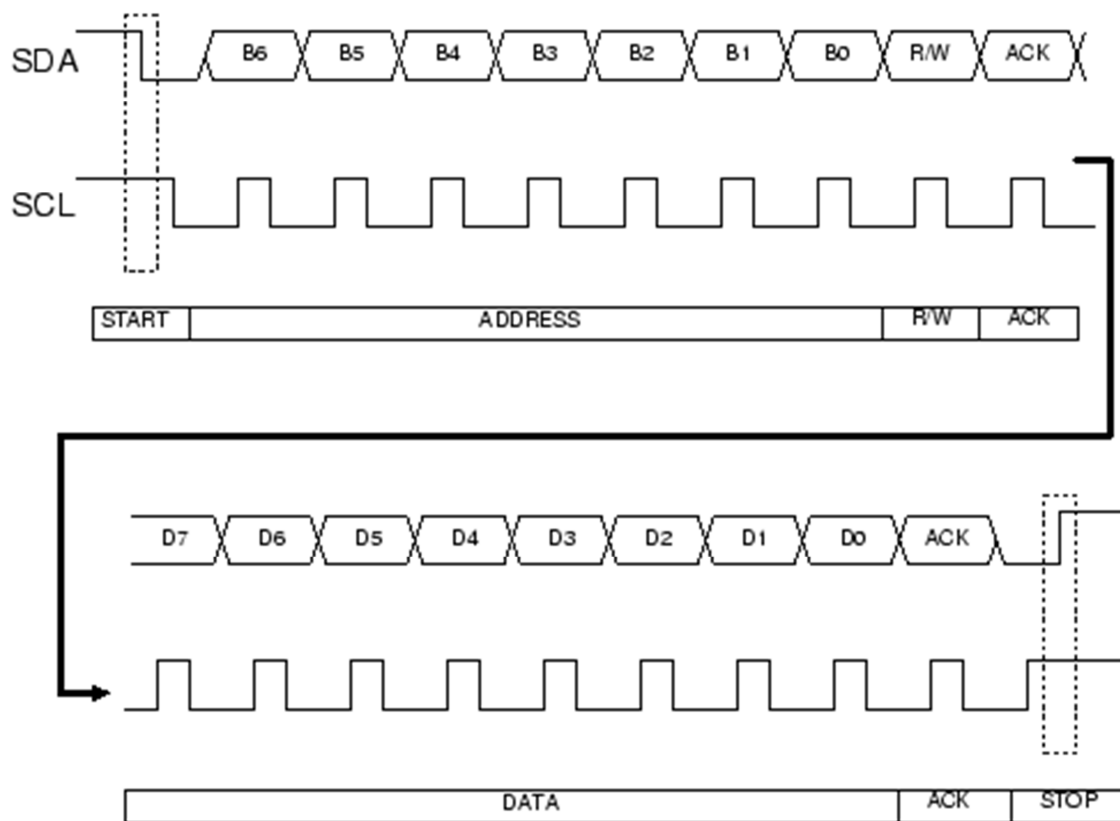 SDA B6 B5 B4 B3 B2 B1 B0 R/W ACK
SCL
START ADDRESS R/W ACK
D7 D6 D5 D4 D3 D2 D1 D0 ACK
DATA ACK STOP